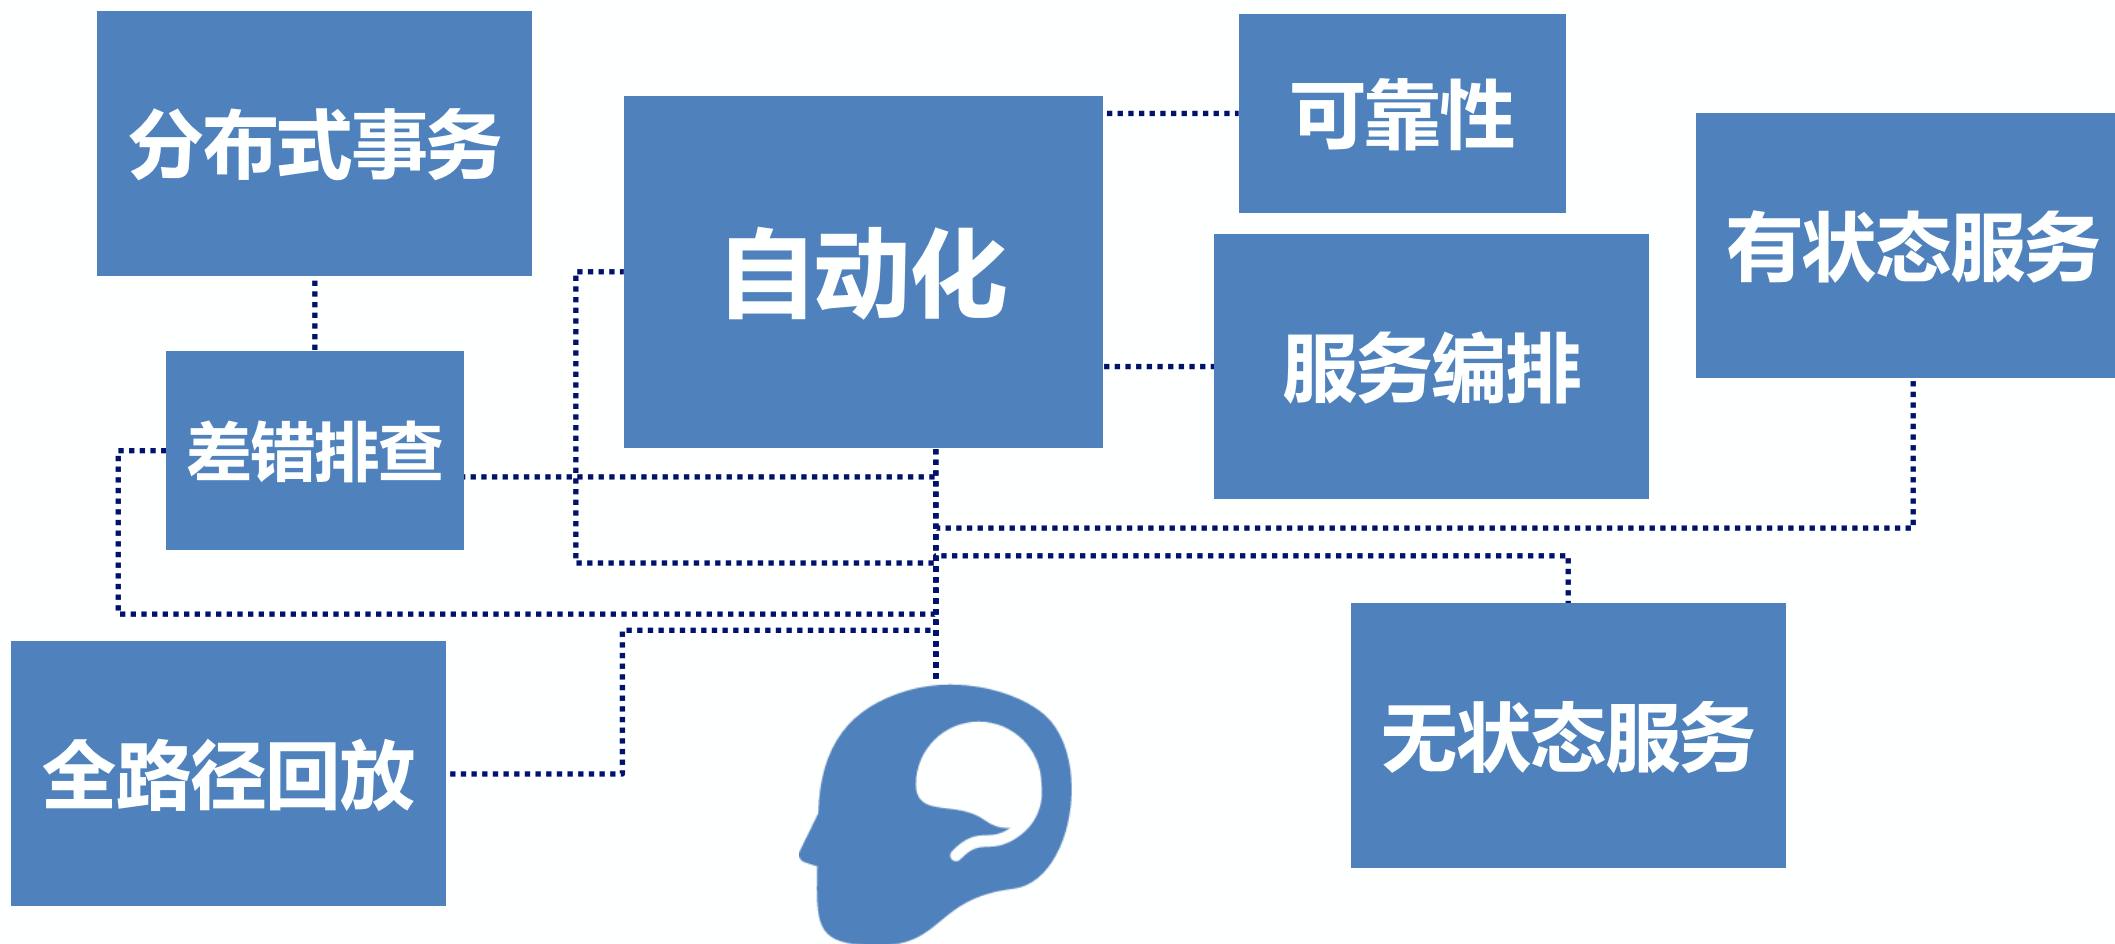 分布式事务
自动化
可靠性
有状态服务
服务编排
差错排查
全路径回放
无状态服务